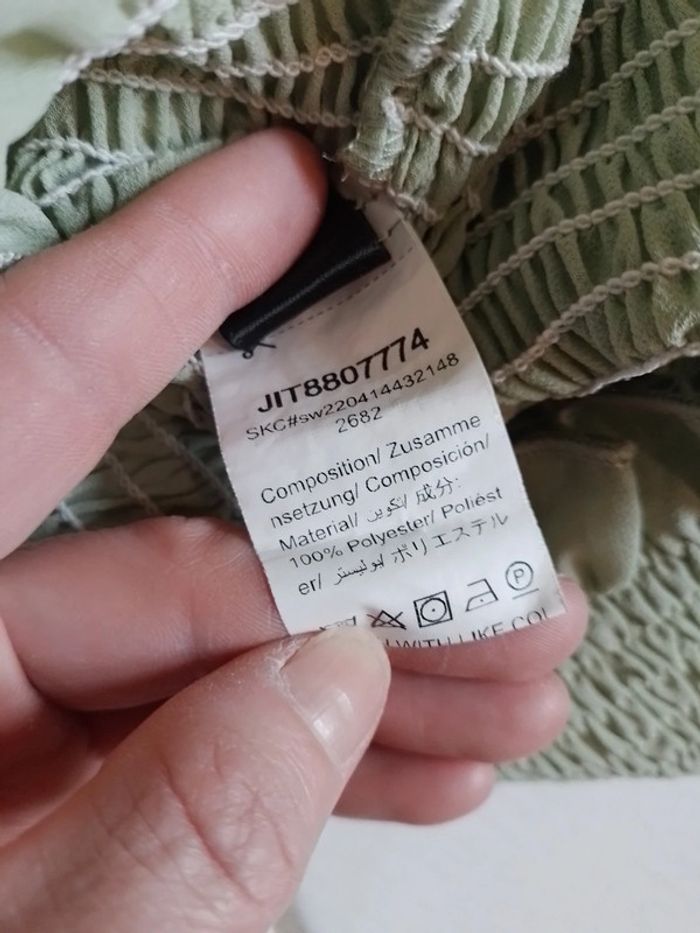 JIT8807774
SKC#sw220414432148
2682
Composition/ Zusamme
nsetzung/ Composición/
Material/ تكوين/ 成分:
100% Polyester/ Poliést
er/ بوليستر/ ポリエステル
P
WITH LIKE COL